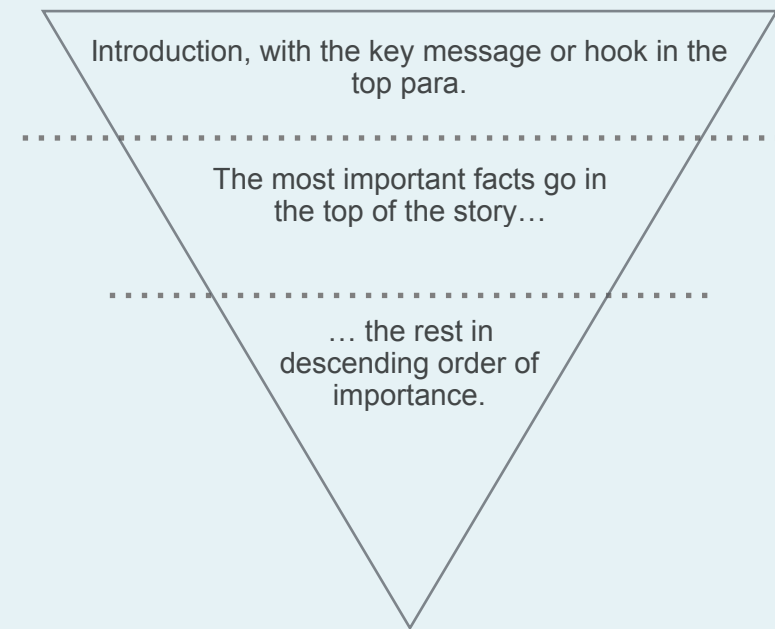 Introduction, with the key message or hook in the
top para.
The most important facts go in
the top of the story…
… the rest in
descending order of
importance.